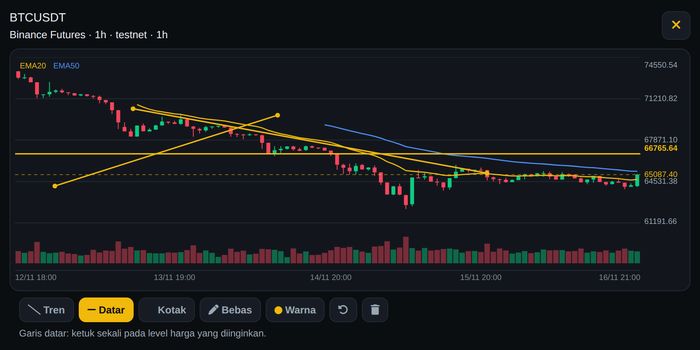 BTCUSDT
Binance Futures · 1h · testnet · 1h
EMA20 EMA50
74550.54
71210.82
67871.10
66765.64
65087.40
64531.38
61191.66
12/11 18:00 13/11 19:00 14/11 20:00 15/11 20:00 16/11 21:00
Tren Datar Kotak Bebas Warna
Garis datar: ketuk sekali pada level harga yang diinginkan.